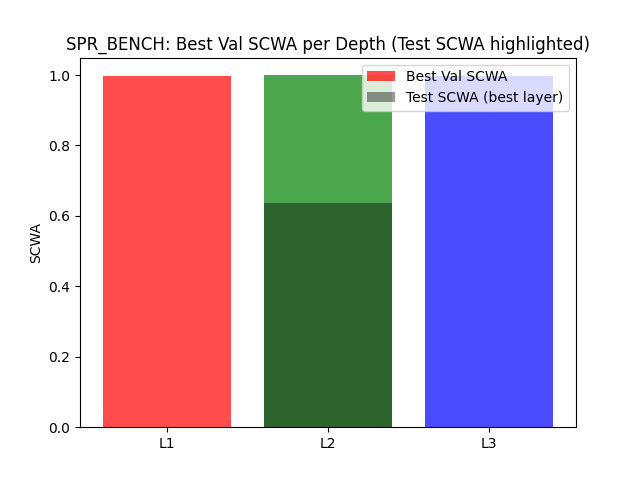 SPR_BENCH: Best Val SCWA per Depth (Test SCWA highlighted)
Best Val SCWA
Test SCWA (best layer)
SCWA
1.0
0.8
0.6
0.4
0.2
0.0
L1
L2
L3